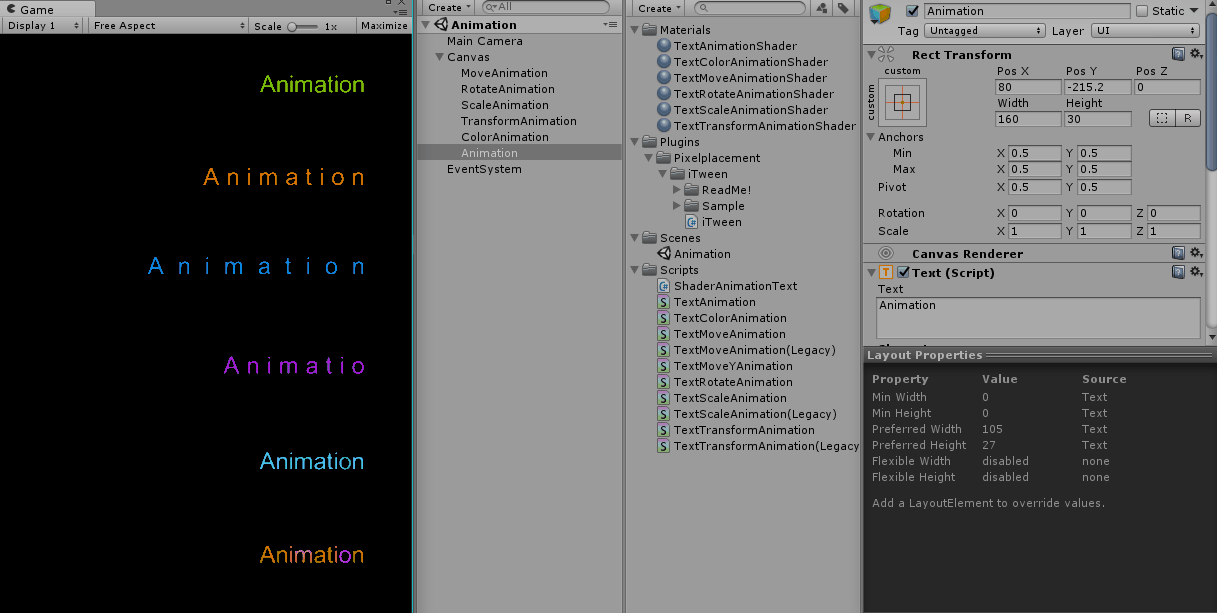 Game
Display 1
Free Aspect
Scale
1x
Maximize
Animation
Animation
Animation
Animatio
Animation
Animation
Create
All
Animation
Main Camera
Canvas
MoveAnimation
RotateAnimation
ScaleAnimation
TransformAnimation
ColorAnimation
Animation
EventSystem
Create
Materials
TextAnimationShader
TextColorAnimationShader
TextMoveAnimationShader
TextRotateAnimationShader
TextScaleAnimationShader
TextTransformAnimationShader
Plugins
Pixelplacement
iTween
ReadMe!
Sample
iTween
Scenes
Animation
Scripts
ShaderAnimationText
TextAnimation
TextColorAnimation
TextMoveAnimation
TextMoveAnimation(Legacy)
TextMoveYAnimation
TextRotateAnimation
TextScaleAnimation
TextScaleAnimation(Legacy)
TextTransformAnimation
TextTransformAnimation(Legacy
Animation
Static
Tag Untagged Layer UI
Rect Transform
custom
custom
Pos X Pos Y Pos Z
80 -215.2 0
Width Height
160 30
R
Anchors
Min X 0.5 Y 0.5
Max X 0.5 Y 0.5
Pivot X 0.5 Y 0.5
Rotation X 0 Y 0 Z 0
Scale X 1 Y 1 Z 1
Canvas Renderer
Text (Script)
Text
Animation
Layout Properties
Property Value Source
Min Width 0 Text
Min Height 0 Text
Preferred Width 105 Text
Preferred Height 27 Text
Flexible Width disabled none
Flexible Height disabled none
Add a LayoutElement to override values.